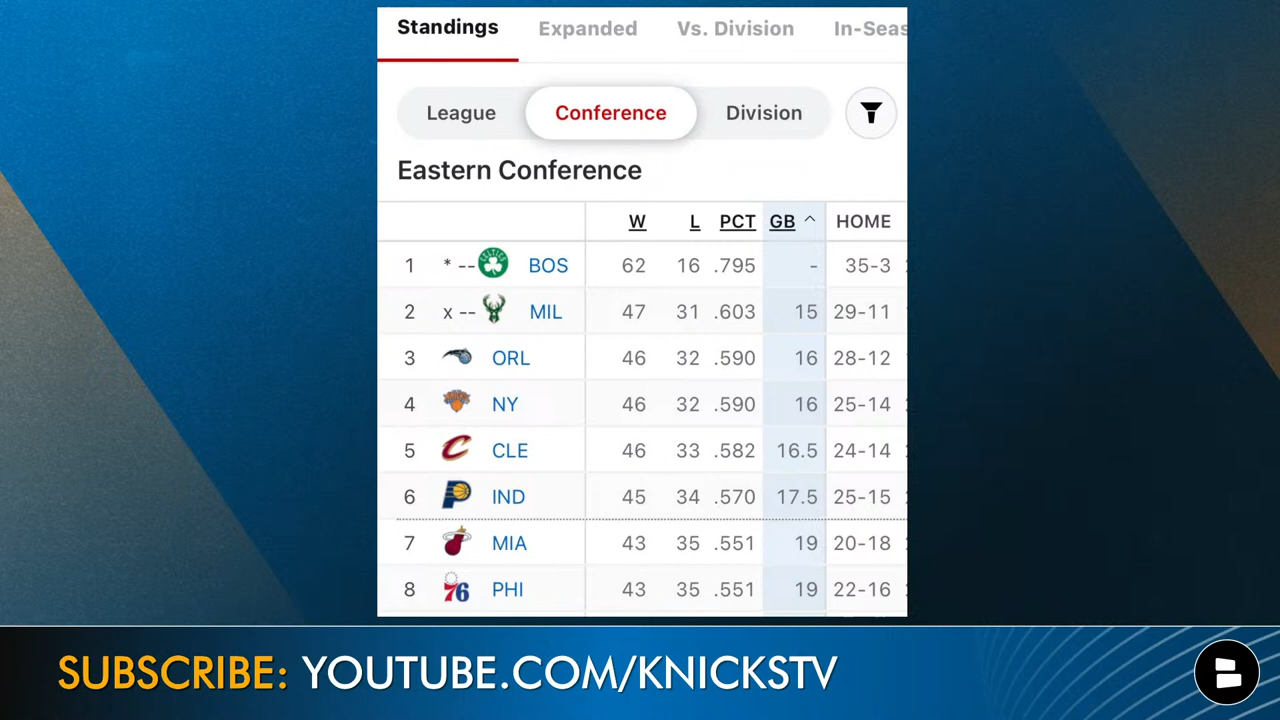 Standings Expanded Vs. Division In-Seas
League Conference Division
Eastern Conference
W L PCT GB ^ HOME
1 * -- BOS 62 16 .795 - 35-3
2 x -- MIL 47 31 .603 15 29-11
3 ORL 46 32 .590 16 28-12
4 NY 46 32 .590 16 25-14
5 CLE 46 33 .582 16.5 24-14
6 IND 45 34 .570 17.5 25-15
7 MIA 43 35 .551 19 20-18
8 76 PHI 43 35 .551 19 22-16
SUBSCRIBE: YOUTUBE.COM/KNICKSTV